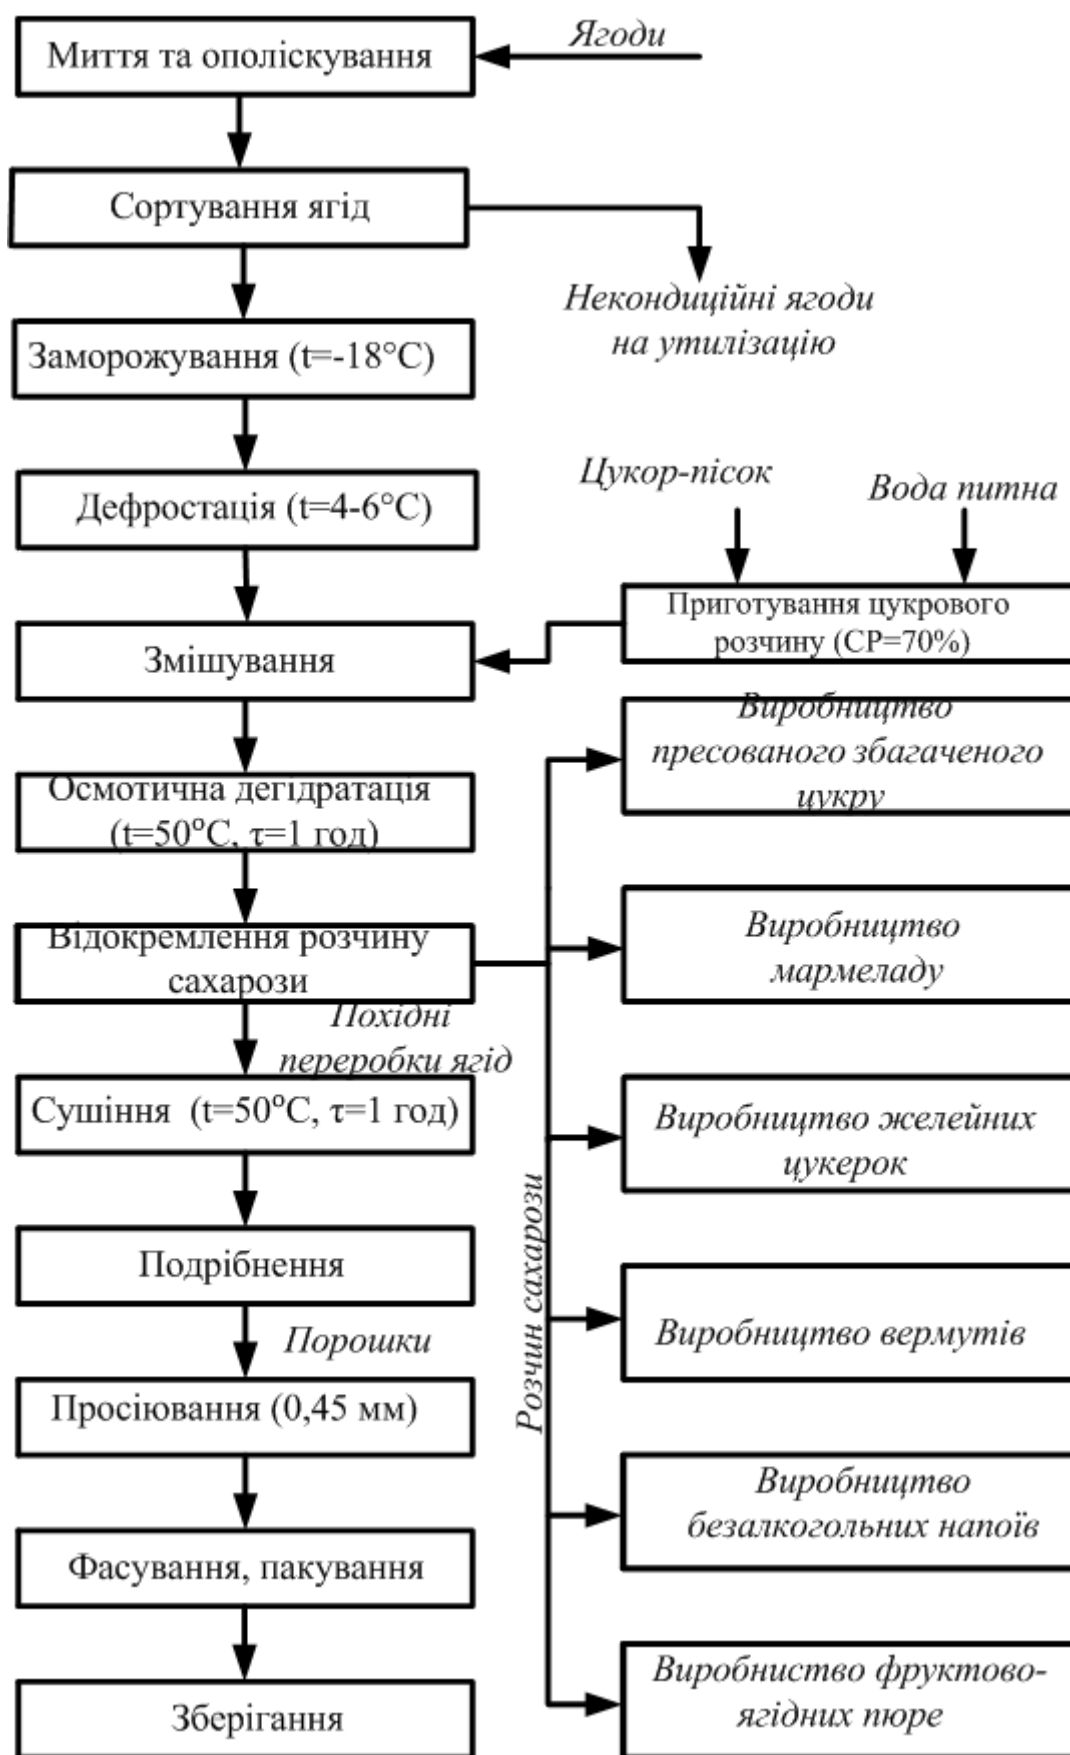 Ягоди
Миття та ополіскування
Сортування ягід
Некондиційні ягоди
на утилізацію
Заморожування (t=-18°C)
Дефростація (t=4-6°C)
Цукор-пісок
Вода питна
Приготування цукрового
розчину (СР=70%)
Змішування
Осмотична дегідратація
(t=50°C, τ=1 год)
Відокремлення розчину
сахарози
Похідні
переробки ягід
Сушіння (t=50°C, τ=1 год)
Подрібнення
Порошки
Просіювання (0,45 мм)
Фасування, пакування
Зберігання
Розчин сахарози
Виробництво
пресованого збагаченого
цукру
Виробництво
мармеладу
Виробництво желейних
цукерок
Виробництво вермутів
Виробництво
безалкогольних напоїв
Виробниство фруктово-
ягідних пюре